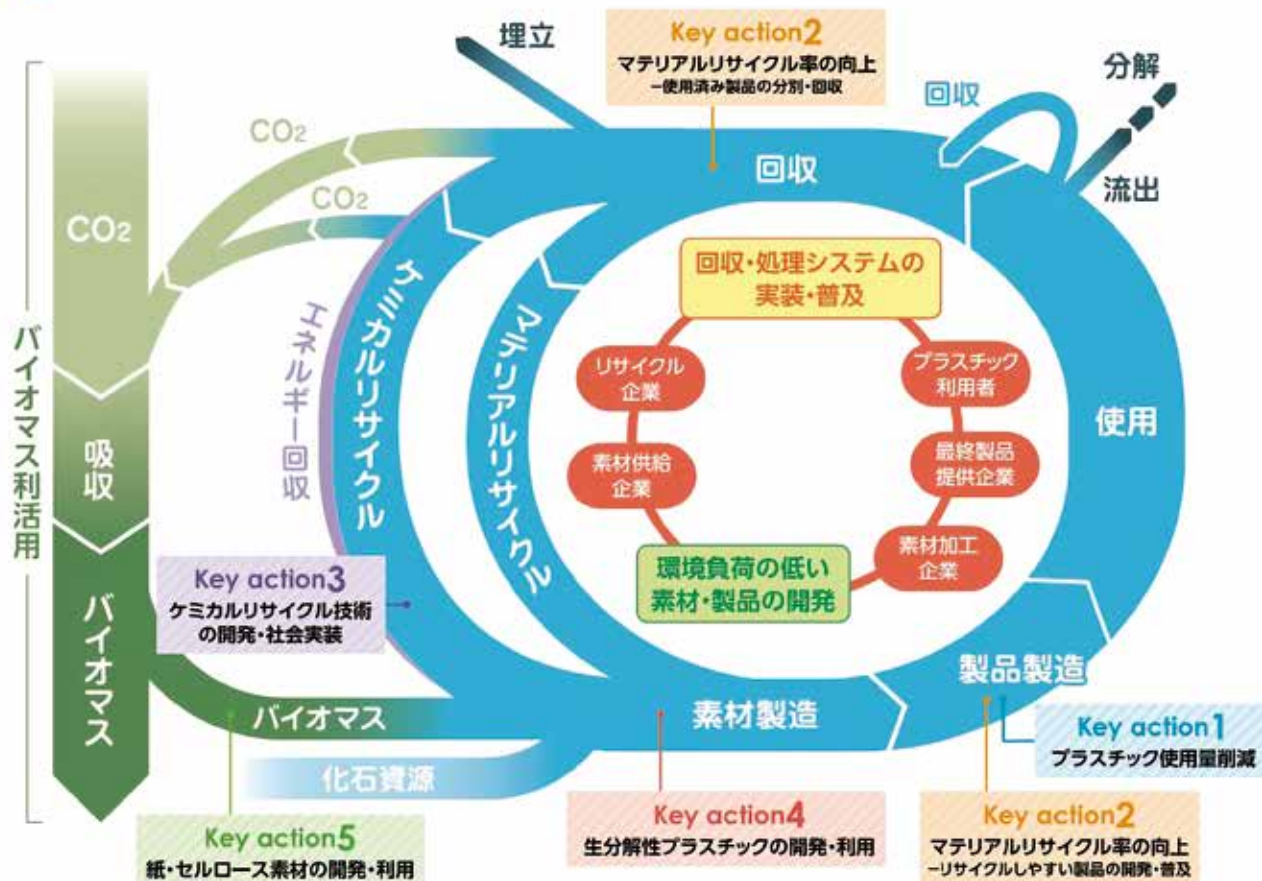 埋立
Key action2
マテリアルリサイクル率の向上
−使用済み製品の分別・回収
回収
分解
流出
CO₂
CO₂
CO₂
吸収
バイオマス
バイオマス利活用
エネルギー回収
ケミカルリサイクル
マテリアルリサイクル
回収
使用
回収・処理システムの
実装・普及
リサイクル
企業
プラスチック
利用者
素材供給
企業
最終製品
提供企業
素材加工
企業
環境負荷の低い
素材・製品の開発
Key action3
ケミカルリサイクル技術
の開発・社会実装
バイオマス
化石資源
素材製造
製品製造
Key action1
プラスチック使用量削減
Key action5
紙・セルロース素材の開発・利用
Key action4
生分解性プラスチックの開発・利用
Key action2
マテリアルリサイクル率の向上
−リサイクルしやすい製品の開発・普及